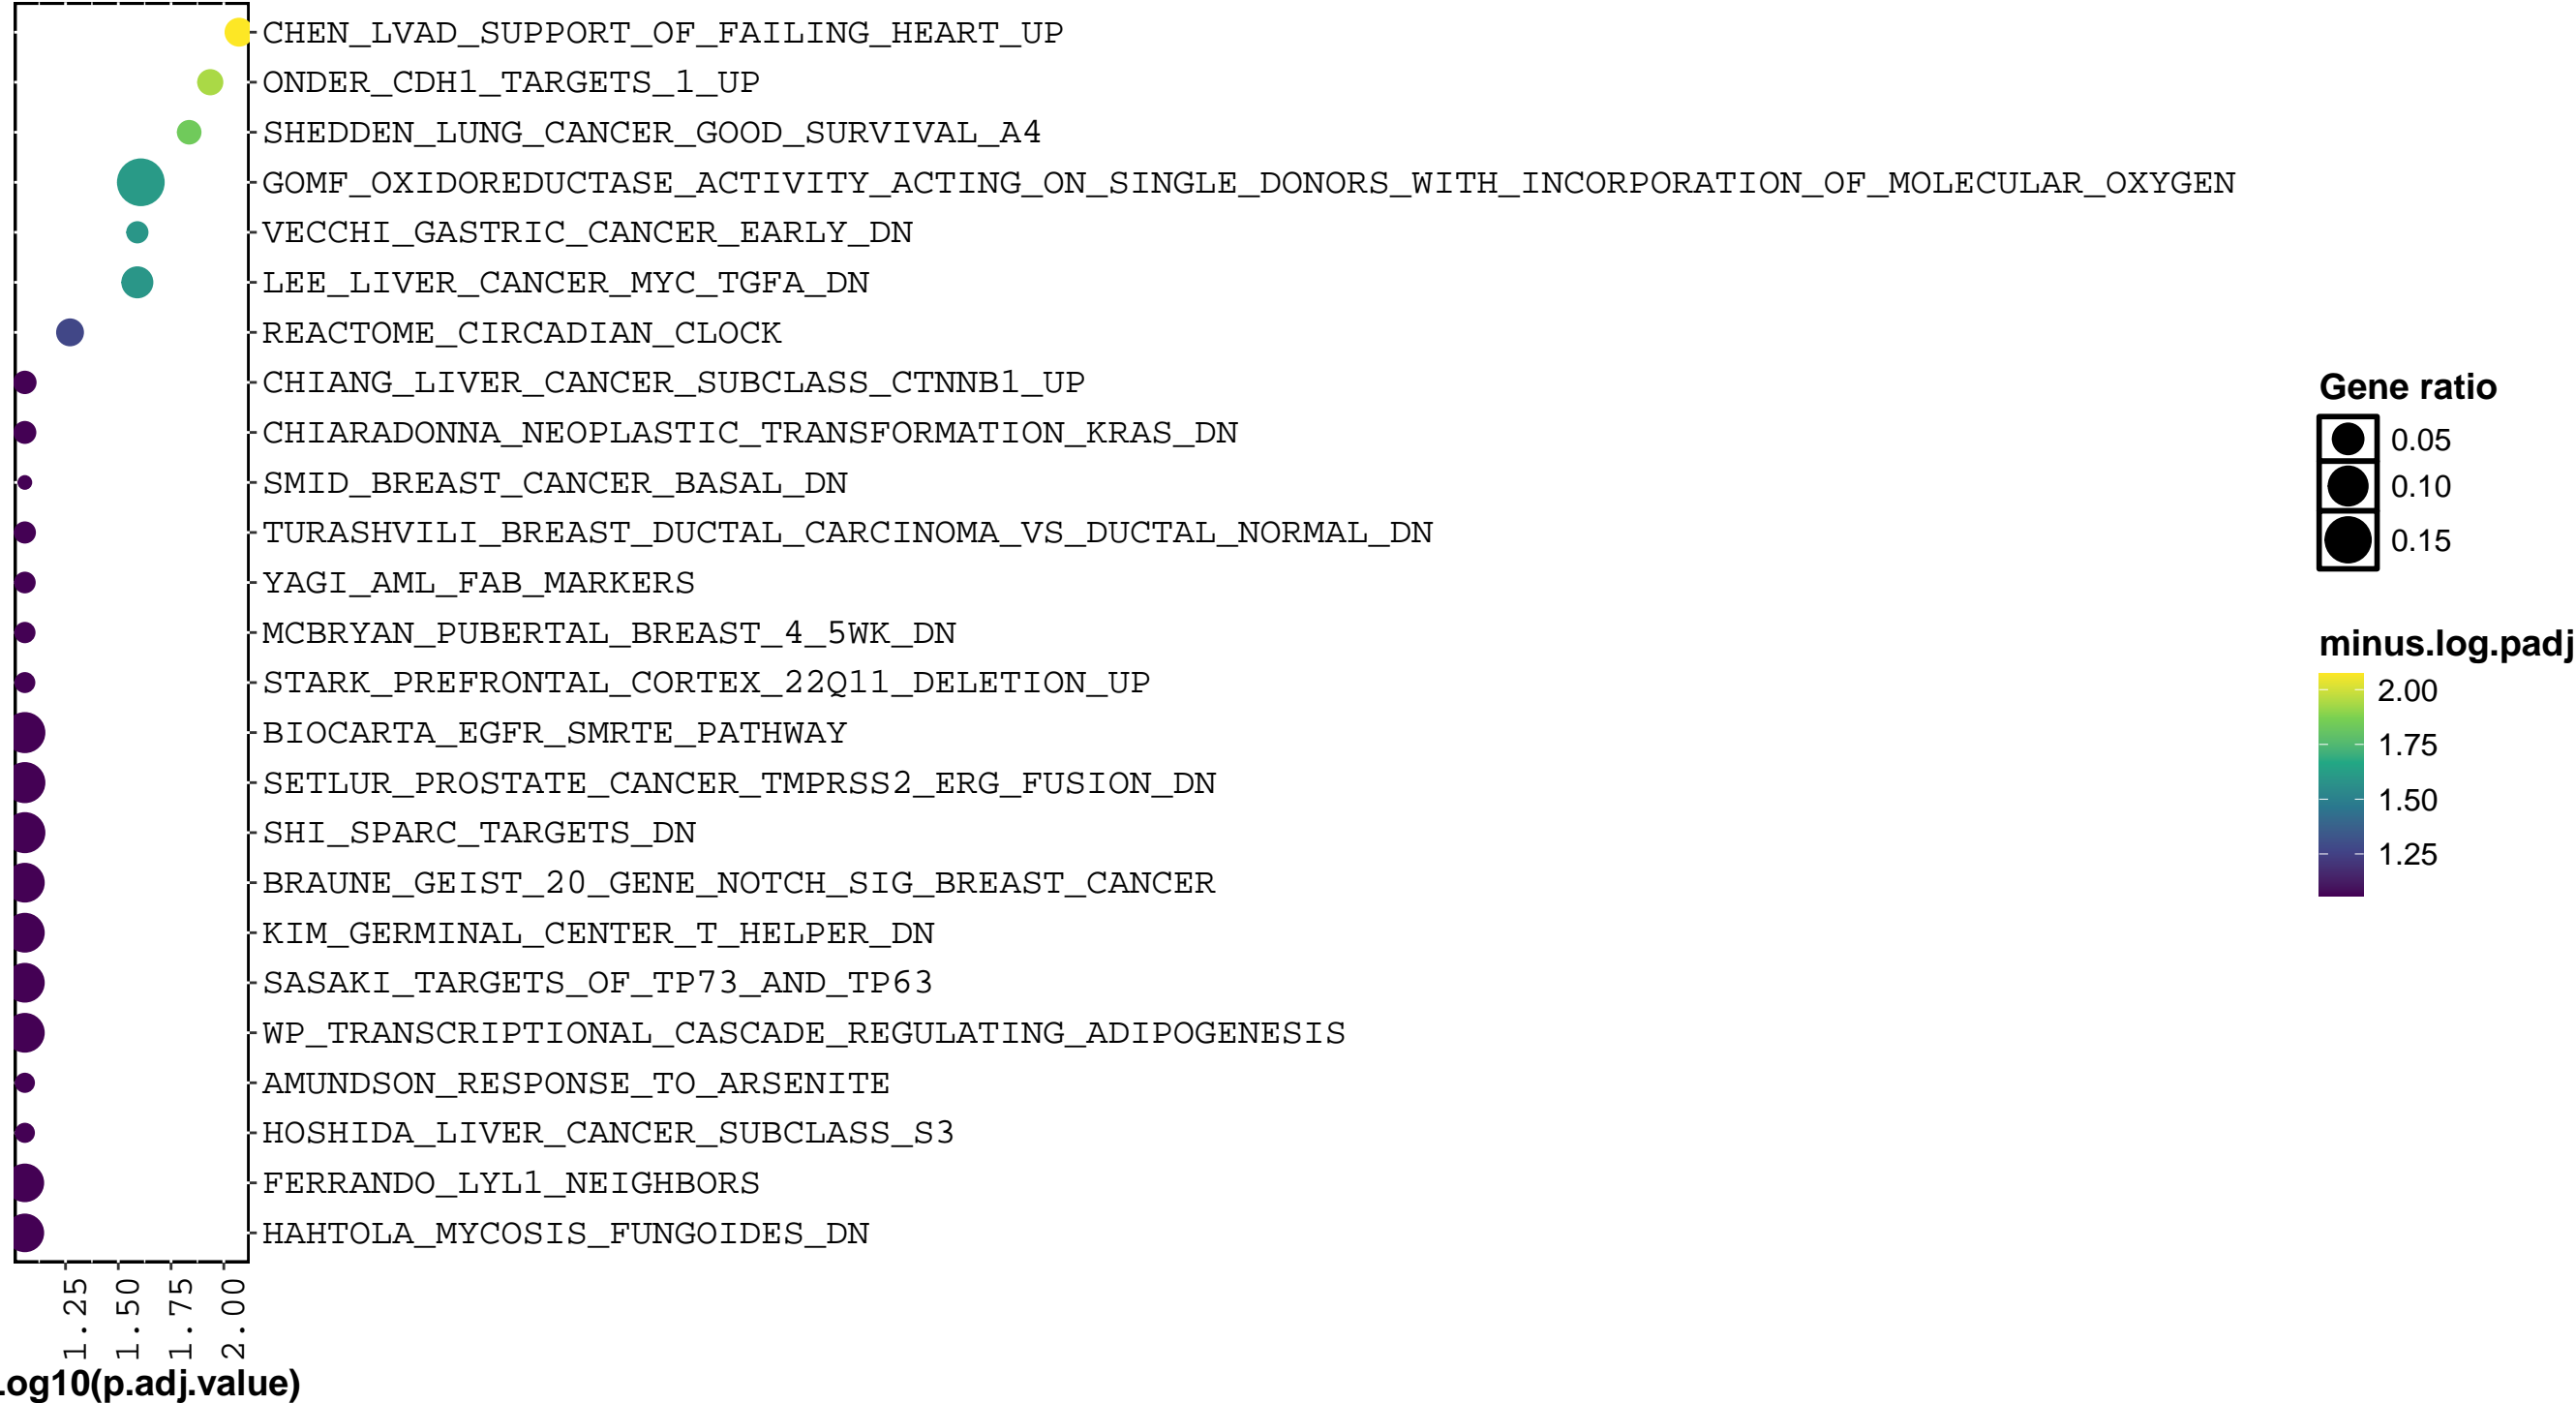 CHEN_LVAD_SUPPORT_OF_FAILING_HEART_UP
ONDER_CDH1_TARGETS_1_UP
SHEDDEN_LUNG_CANCER_GOOD_SURVIVAL_A4
GOMF_OXIDOREDUCTASE_ACTIVITY_ACTING_ON_SINGLE_DONORS_WITH_INCORPORATION_OF_MOLECULAR_OXYGEN
VECCHI_GASTRIC_CANCER_EARLY_DN
LEE_LIVER_CANCER_MYC_TGFA_DN
REACTOME_CIRCADIAN_CLOCK
CHIANG_LIVER_CANCER_SUBCLASS_CTNNB1_UP
CHIARADONNA_NEOPLASTIC_TRANSFORMATION_KRAS_DN
SMID_BREAST_CANCER_BASAL_DN
TURASHVILI_BREAST_DUCTAL_CARCINOMA_VS_DUCTAL_NORMAL_DN
YAGI_AML_FAB_MARKERS
MCBRYAN_PUBERTAL_BREAST_4_5WK_DN
STARK_PREFRONTAL_CORTEX_22Q11_DELETION_UP
BIOCARTA_EGFR_SMRTE_PATHWAY
SETLUR_PROSTATE_CANCER_TMPRSS2_ERG_FUSION_DN
SHI_SPARC_TARGETS_DN
BRAUNE_GEIST_20_GENE_NOTCH_SIG_BREAST_CANCER
KIM_GERMINAL_CENTER_T_HELPER_DN
SASAKI_TARGETS_OF_TP73_AND_TP63
WP_TRANSCRIPTIONAL_CASCADE_REGULATING_ADIPOGENESIS
AMUNDSON_RESPONSE_TO_ARSENITE
HOSHIDA_LIVER_CANCER_SUBCLASS_S3
FERRANDO_LYL1_NEIGHBORS
HAHTOLA_MYCOSIS_FUNGOIDES_DN
1.25
1.50
1.75
2.00
.og10(p.adj.value)
Gene ratio
0.05
0.10
0.15
minus.log.padj
2.00
1.75
1.50
1.25